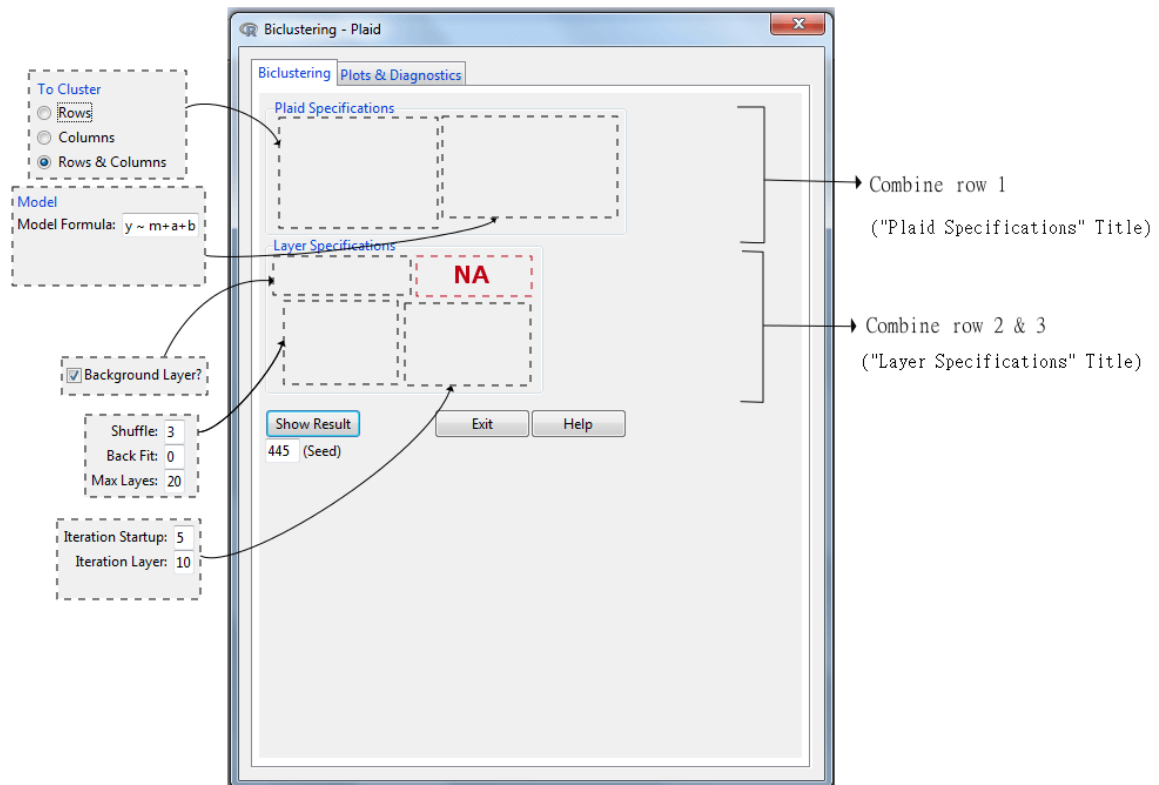 Biclustering - Plaid
Biclustering
Plots & Diagnostics
To Cluster
Rows
Columns
Rows & Columns
Model
Model Formula: y ~ m+a+b
Plaid Specifications
Combine row 1
("Plaid Specifications" Title)
Layer Specifications
NA
Combine row 2 & 3
("Layer Specifications" Title)
Background Layer?
Shuffle: 3
Back Fit: 0
Max Layes: 20
Show Result
Exit
Help
445 (Seed)
Iteration Startup: 5
Iteration Layer: 10